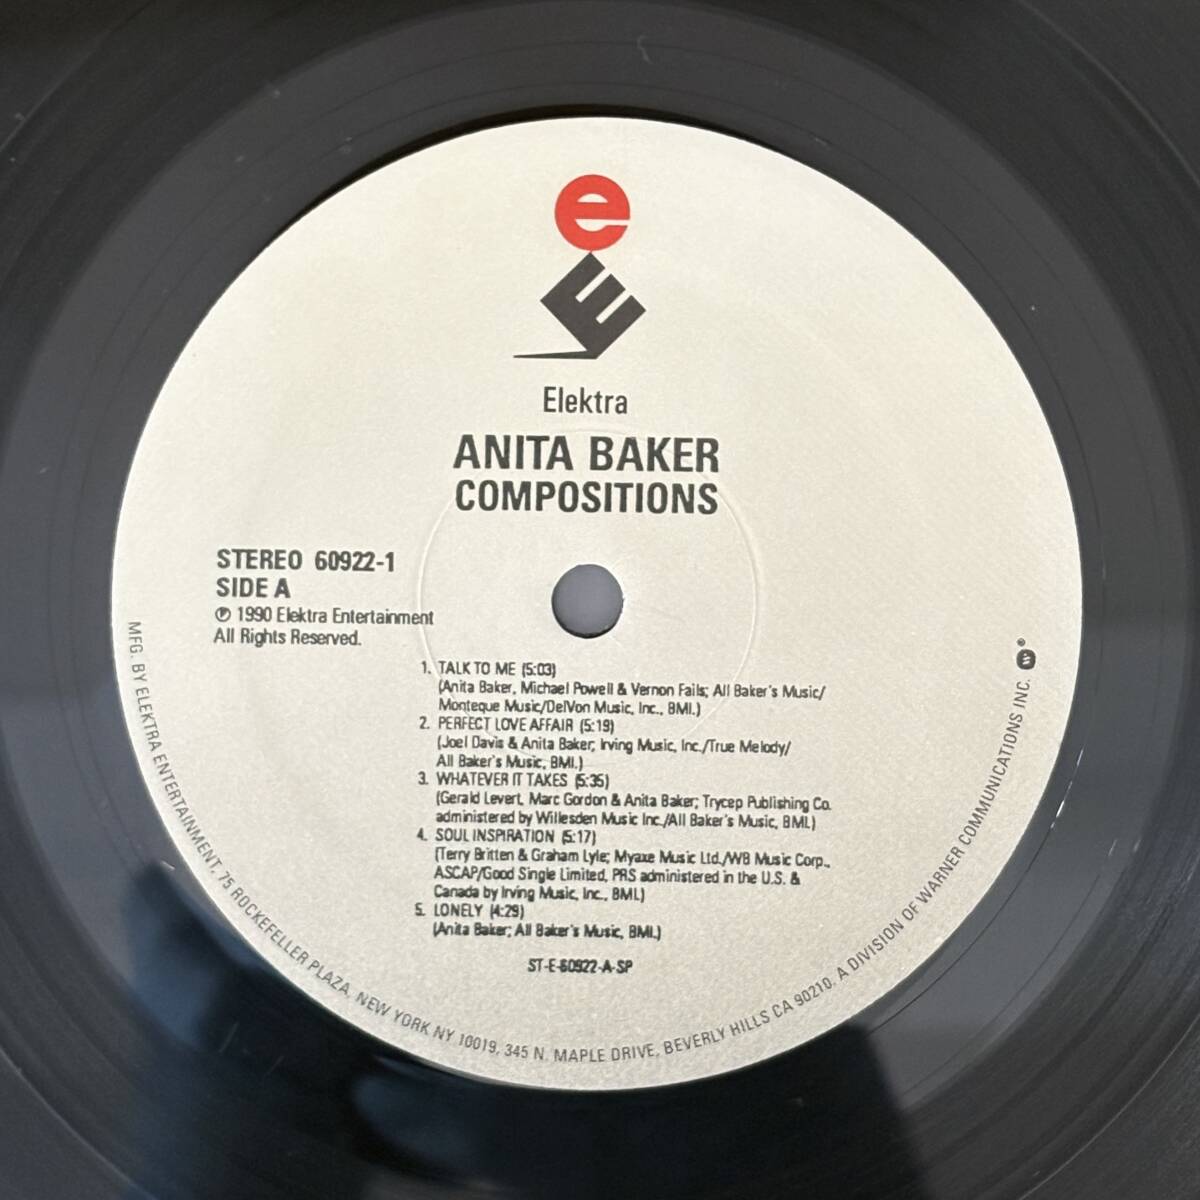 e
E
Elektra
ANITA BAKER
COMPOSITIONS
STEREO 60922-1
SIDE A
℗ 1990 Elektra Entertainment
All Rights Reserved.
1. TALK TO ME (5:03)
(Anita Baker, Michael Powell & Vernon Fails; All Baker's Music/
Monteque Music/DelVon Music, Inc., BMI.)
2. PERFECT LOVE AFFAIR (5:19)
(Joel Davis & Anita Baker; Irving Music, Inc./True Melody/
All Baker's Music, BMI.)
3. WHATEVER IT TAKES (5:35)
(Gerald Levert, Marc Gordon & Anita Baker; Trycep Publishing Co.
administered by Willesden Music Inc./All Baker's Music, BMI.)
4. SOUL INSPIRATION (5:17)
(Terry Britten & Graham Lyle; Myaxe Music Ltd./WB Music Corp.,
ASCAP/Good Single Limited, PRS administered in the U.S. &
Canada by Irving Music, Inc., BMI.)
5. LONELY (4:29)
(Anita Baker; All Baker's Music, BMI.)
ST-E-60922-A-SP
MFG. BY ELEKTRA ENTERTAINMENT, 75 ROCKEFELLER PLAZA, NEW YORK NY 10019, 345 N. MAPLE DRIVE, BEVERLY HILLS CA 90210. A DIVISION OF WARNER COMMUNICATIONS INC. ®